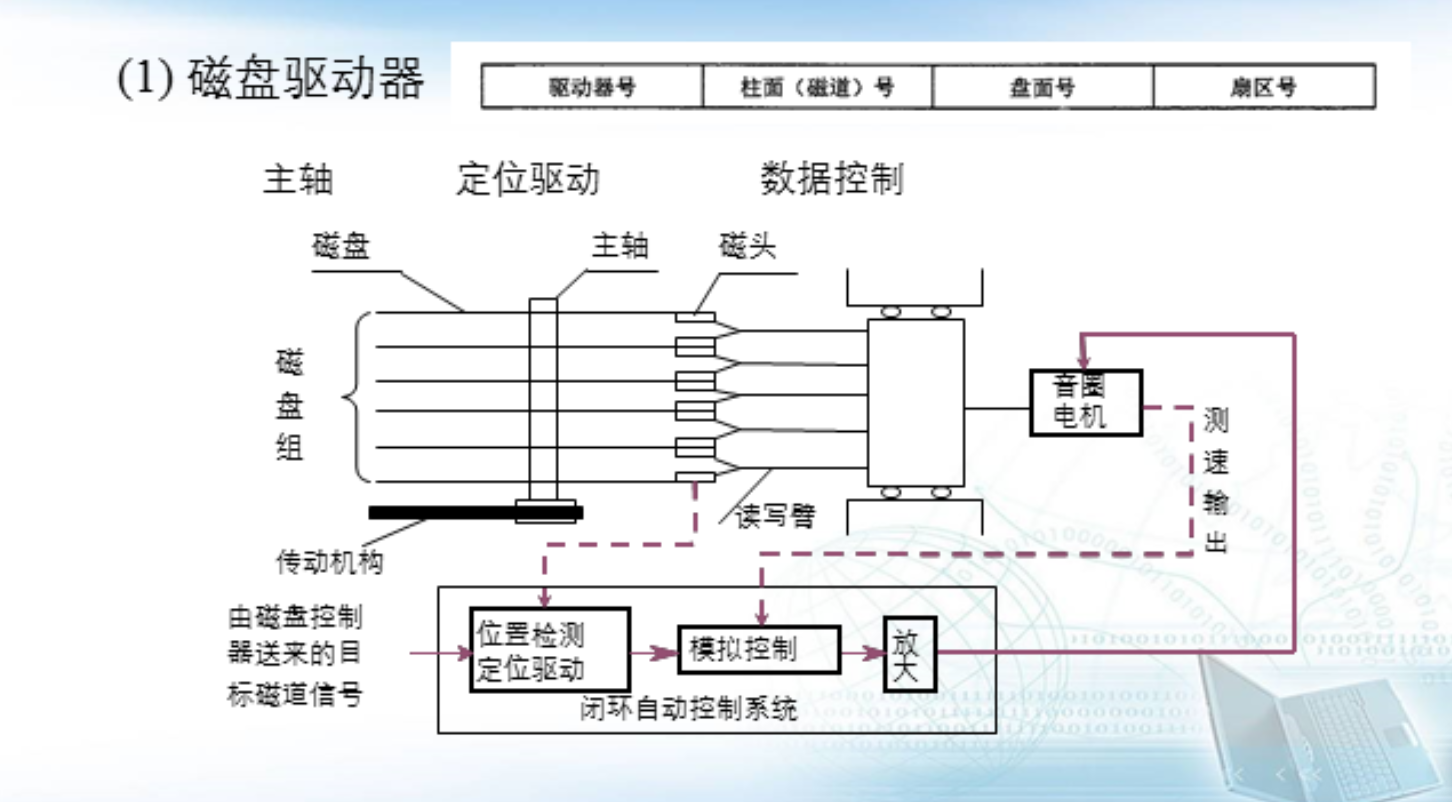 (1) 磁盘驱动器
驱动器号 柱面（磁道）号 盘面号 扇区号
主轴 定位驱动 数据控制
磁盘 主轴 磁头
磁
盘
组
音圈
电机
测
速
输
出
读写臂
传动机构
由磁盘控制
器送来的目
标磁道信号
位置检测
定位驱动
模拟控制
放
大
闭环自动控制系统